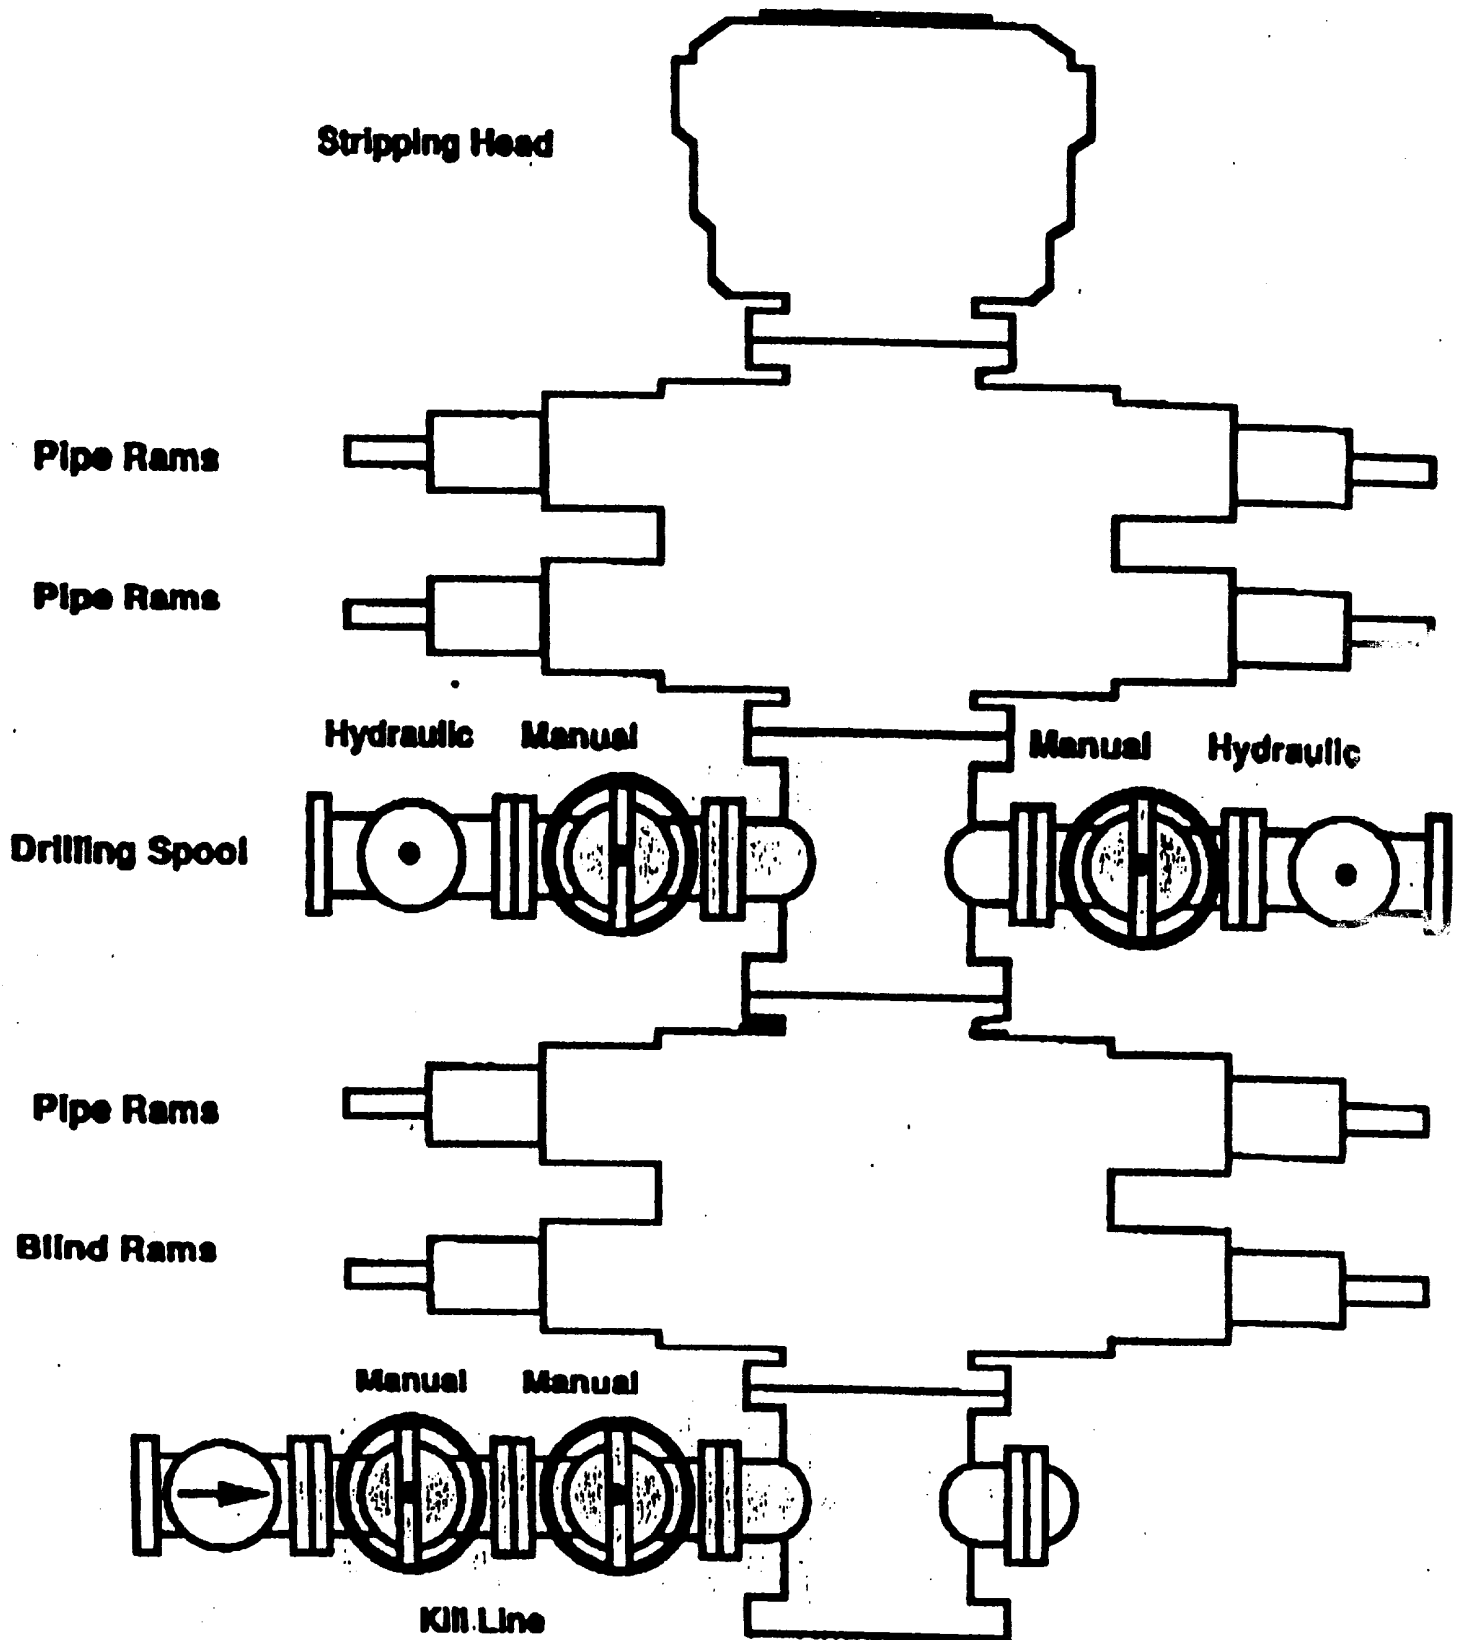 Stripping Head
Pipe Rams
Pipe Rams
Hydraulic Manual Manual Hydraulic
Drilling Spool
Pipe Rams
Blind Rams
Manual Manual
Kill Line